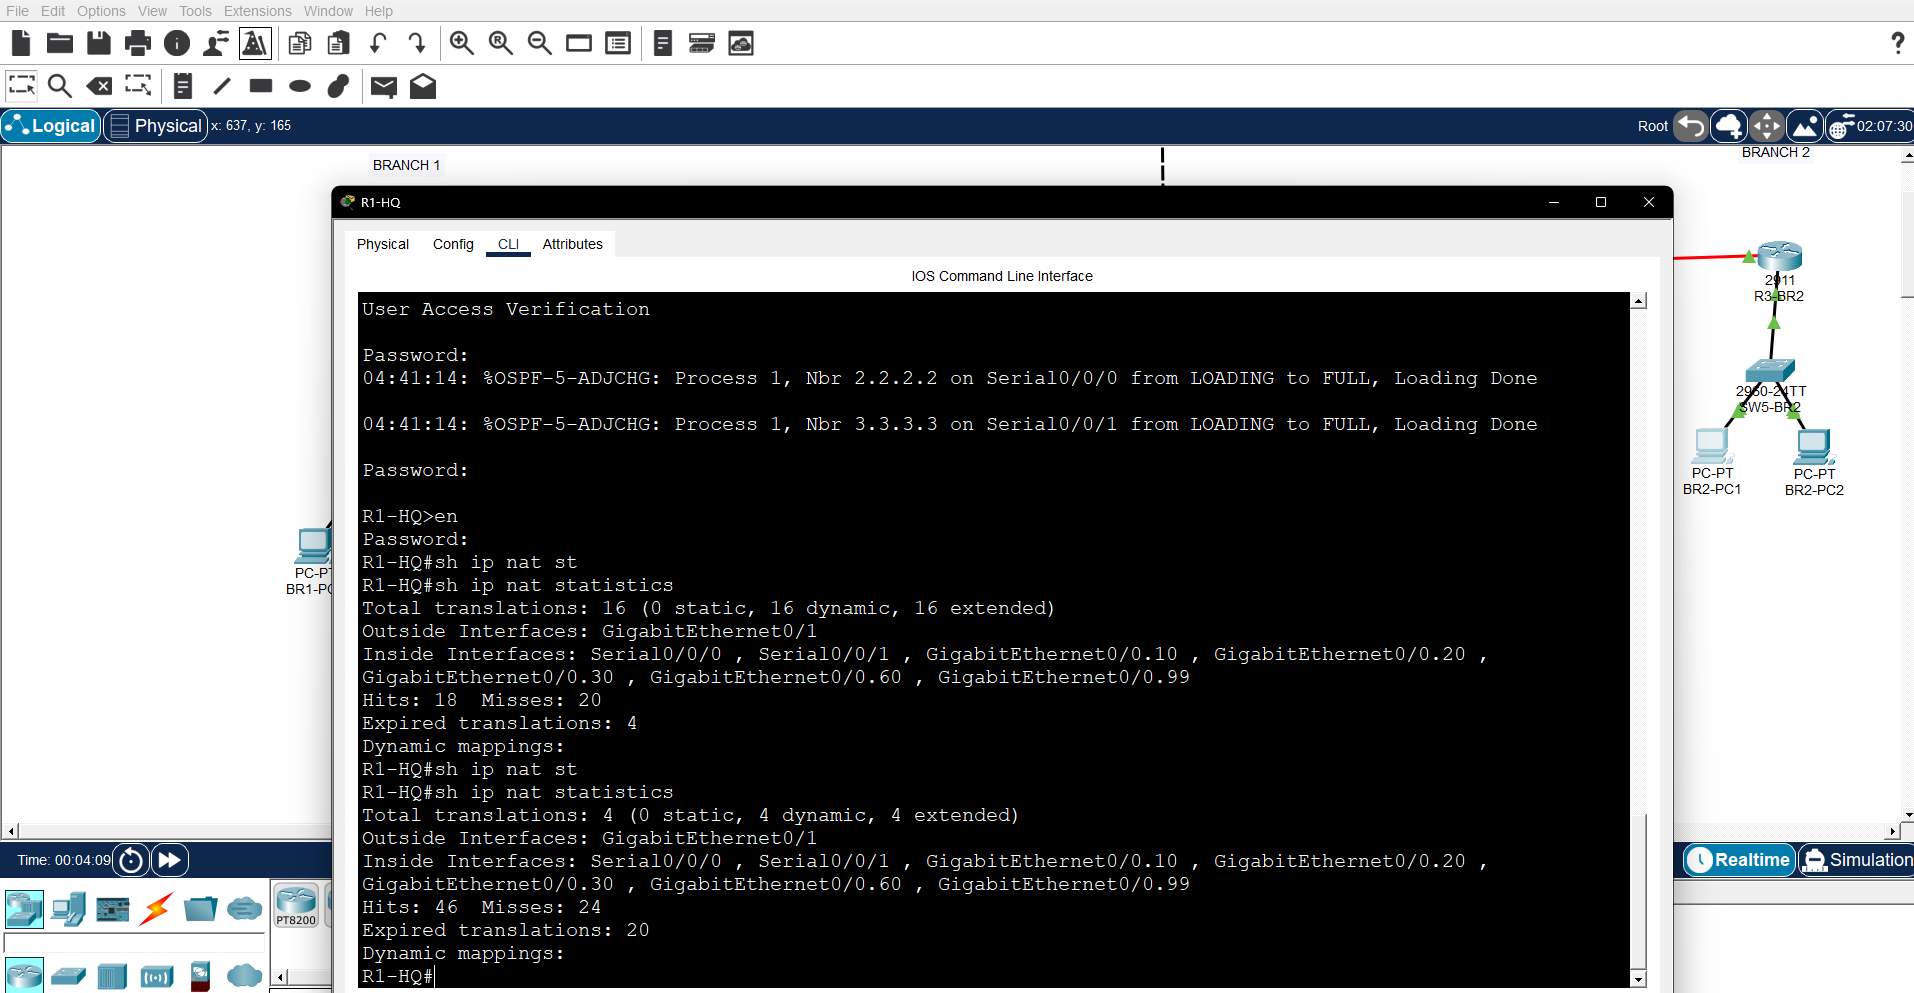 File Edit Options View Tools Extensions Window Help
?
Logical Physical x: 637, y: 165 Root 02:07:30
BRANCH 1
BRANCH 2
R1-HQ
Physical Config CLI Attributes
IOS Command Line Interface
User Access Verification
Password:
04:41:14: %OSPF-5-ADJCHG: Process 1, Nbr 2.2.2.2 on Serial0/0/0 from LOADING to FULL, Loading Done
04:41:14: %OSPF-5-ADJCHG: Process 1, Nbr 3.3.3.3 on Serial0/0/1 from LOADING to FULL, Loading Done
Password:
R1-HQ>en
Password:
R1-HQ#sh ip nat st
R1-HQ#sh ip nat statistics
Total translations: 16 (0 static, 16 dynamic, 16 extended)
Outside Interfaces: GigabitEthernet0/1
Inside Interfaces: Serial0/0/0 , Serial0/0/1 , GigabitEthernet0/0.10 , GigabitEthernet0/0.20 ,
GigabitEthernet0/0.30 , GigabitEthernet0/0.60 , GigabitEthernet0/0.99
Hits: 18 Misses: 20
Expired translations: 4
Dynamic mappings:
R1-HQ#sh ip nat st
R1-HQ#sh ip nat statistics
Total translations: 4 (0 static, 4 dynamic, 4 extended)
Outside Interfaces: GigabitEthernet0/1
Inside Interfaces: Serial0/0/0 , Serial0/0/1 , GigabitEthernet0/0.10 , GigabitEthernet0/0.20 ,
GigabitEthernet0/0.30 , GigabitEthernet0/0.60 , GigabitEthernet0/0.99
Hits: 46 Misses: 24
Expired translations: 20
Dynamic mappings:
R1-HQ#
PC-PT
BR1-PC
2911
R3-BR2
2960-24TT
SW5-BR2
PC-PT
BR2-PC1
PC-PT
BR2-PC2
Time: 00:04:09
Realtime Simulation
PT8200